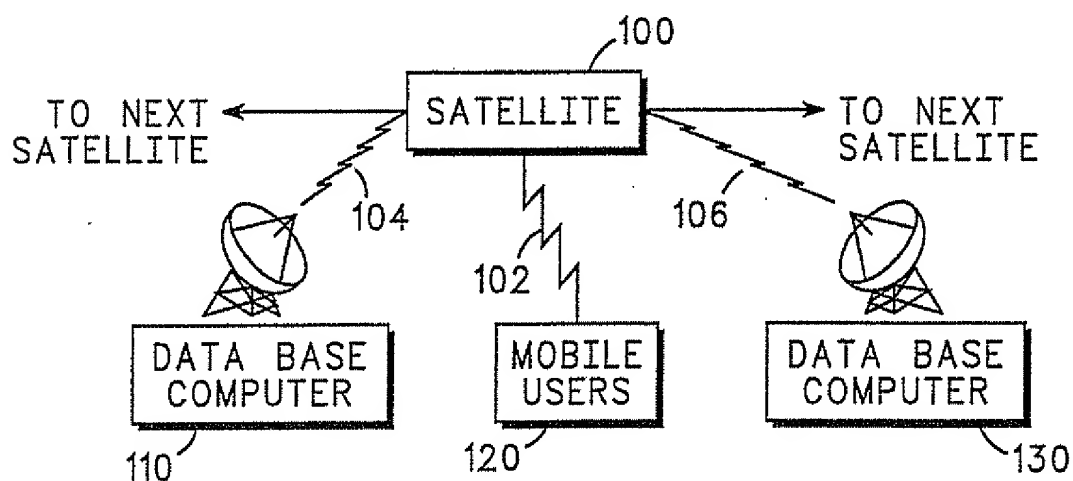 100
TO NEXT
SATELLITE
SATELLITE
TO NEXT
SATELLITE
104
102
106
DATA BASE
COMPUTER
MOBILE
USERS
DATA BASE
COMPUTER
110
120
130